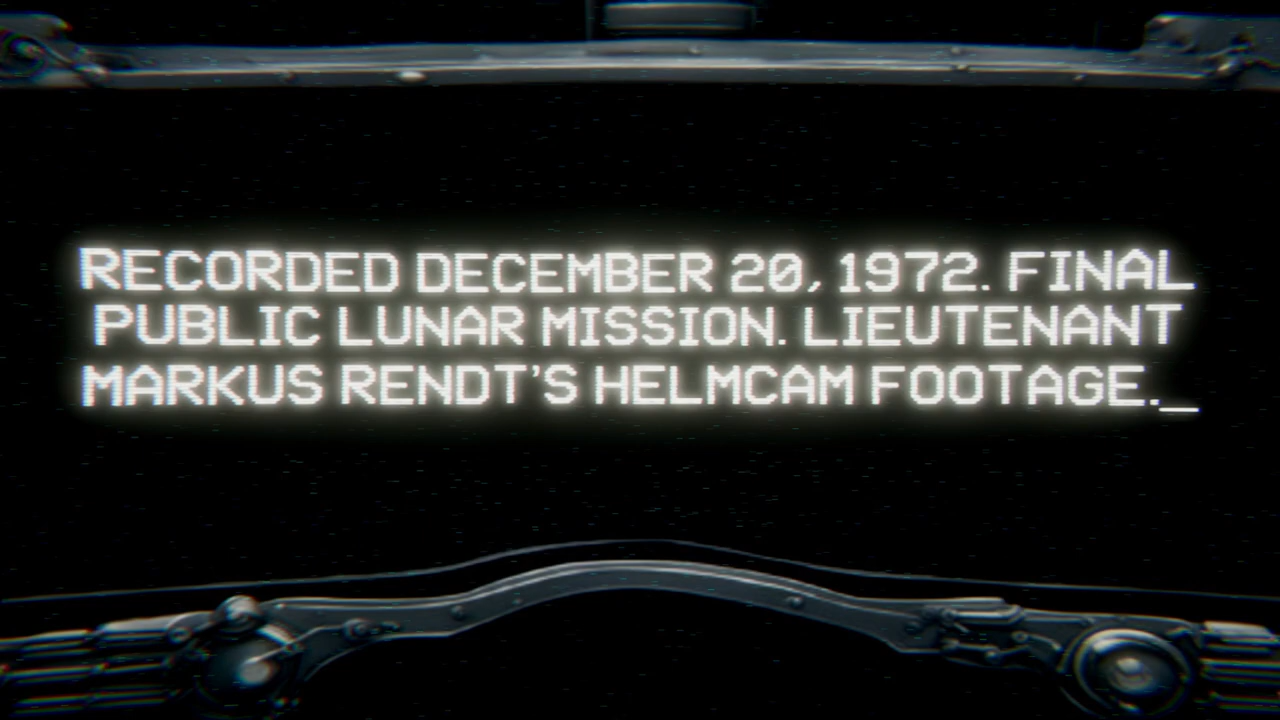 RECORDED DECEMBER 20, 1972. FINAL
PUBLIC LUNAR MISSION. LIEUTENANT
MARKUS RENDT'S HELMCAM FOOTAGE._